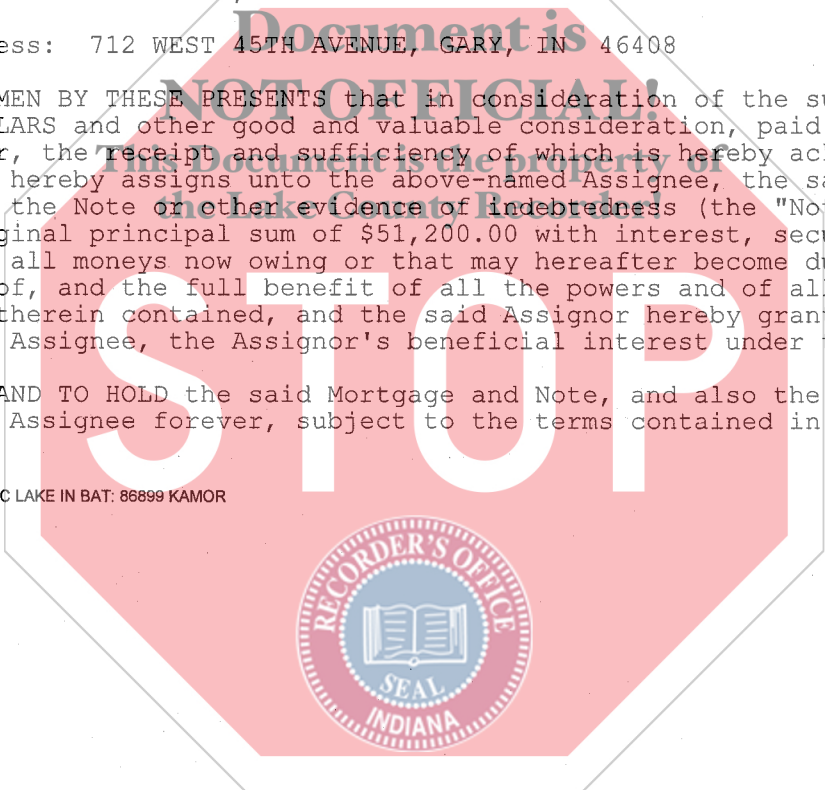 Document is
ess: 712 WEST 45TH AVENUE, GARY, IN 46408
NOT OFFICIAL!
MEN BY THESE PRESENTS that in consideration of the su
LARS and other good and valuable consideration, paid
r, the receipt and sufficiency of which is hereby ac
This Document is the property of
hereby assigns unto the above-named Assignee, the sa
the Lake County Recorder!
the Note or other evidence of indebtedness (the "No
ginal principal sum of $51,200.00 with interest, secu
all moneys now owing or that may hereafter become du
of, and the full benefit of all the powers and of all
therein contained, and the said Assignor hereby gran
Assignee, the Assignor's beneficial interest under
STOP
AND TO HOLD the said Mortgage and Note, and also the
Assignee forever, subject to the terms contained in
C LAKE IN BAT: 86899 KAMOR
RECORDER'S OFFICE
SEAL
INDIANA